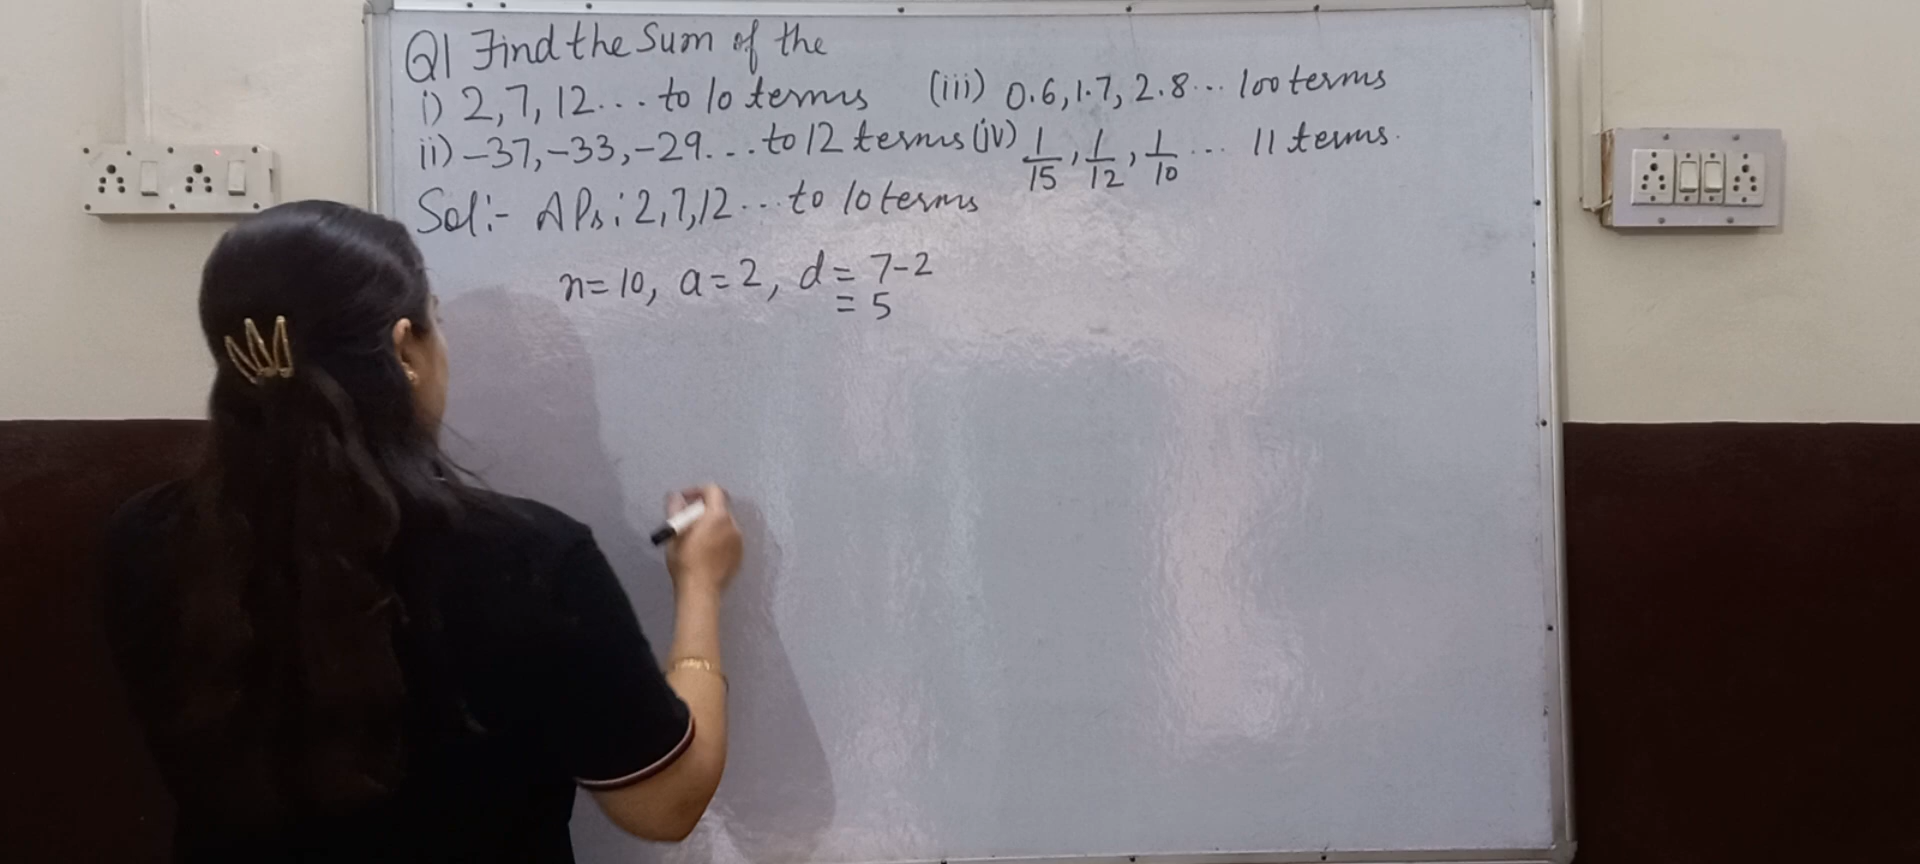 Q1 Find the Sum of the
i) 2, 7, 12 ... to 10 terms (iii) 0.6, 1.7, 2.8 ... 100 terms
ii) -37, -33, -29 ... to 12 terms (iv) 1/15, 1/12, 1/10 ... 11 terms.
Sol:- APs: 2, 7, 12 ... to 10 terms
n = 10, a = 2, d = 7-2
= 5